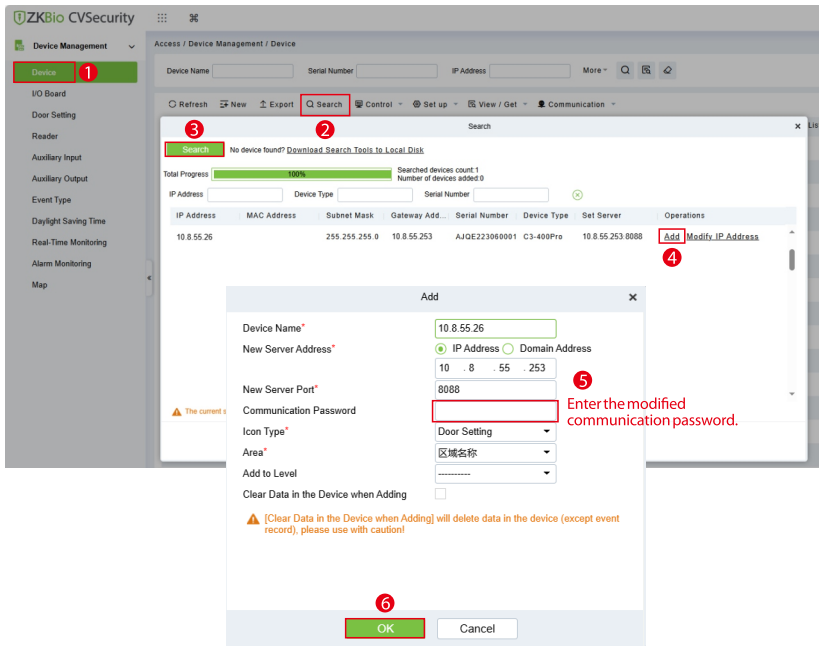 ZKBio CVSecurity
Device Management
Access / Device Management / Device
Device 1
Device Name Serial Number IP Address More
I/O Board
Refresh New Export Search Control Set up View / Get Communication
Door Setting
2
Search Lis
Reader
3
Search No device found? Download Search Tools to Local Disk
Auxiliary Input
Total Progress 100% Searched devices count:1
Number of devices added:0
Auxiliary Output
IP Address Device Type Serial Number
Event Type
IP Address MAC Address Subnet Mask Gateway Add... Serial Number Device Type Set Server Operations
Daylight Saving Time
10.8.55.26 255.255.255.0 10.8.55.253 AJQE223060001 C3-400Pro 10.8.55.253:8088 Add Modify IP Address
Real-Time Monitoring
4
Alarm Monitoring
Map
Add
Device Name* 10.8.55.26
New Server Address* IP Address Domain Address
10 . 8 . 55 . 253
5
New Server Port* 8088
Enter the modified
communication password.
The current s
Communication Password
Icon Type* Door Setting
Area* 区域名称
Add to Level ----------
Clear Data in the Device when Adding
[Clear Data in the Device when Adding] will delete data in the device (except event
record), please use with caution!
6
OK Cancel